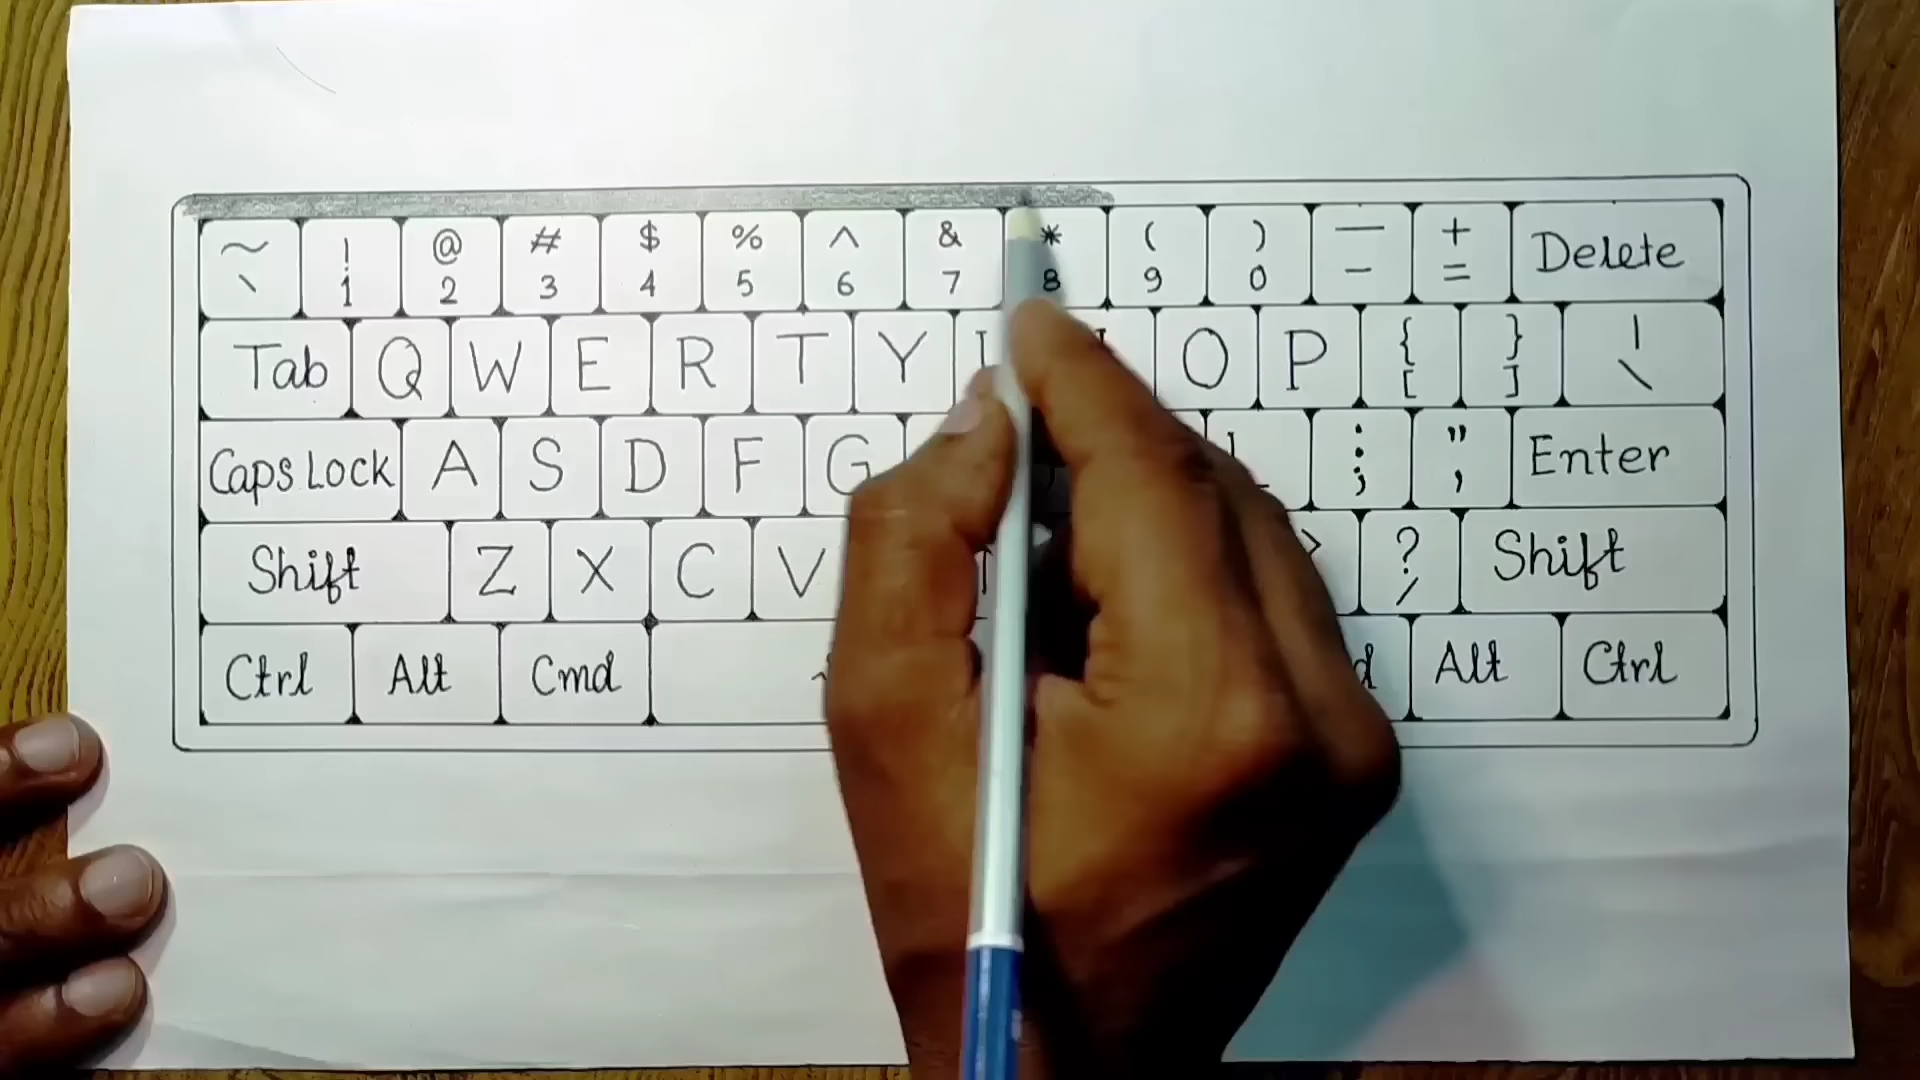 ~ ! @ # $ % ^ & * ( ) — +
` 1 2 3 4 5 6 7 8 9 0 - = Delete
Tab Q W E R T Y O P { } |
[ ] \
Caps Lock A S D F G : " Enter
; '
Shift Z X C V > ? Shift
/
Ctrl Alt Cmd Alt Ctrl